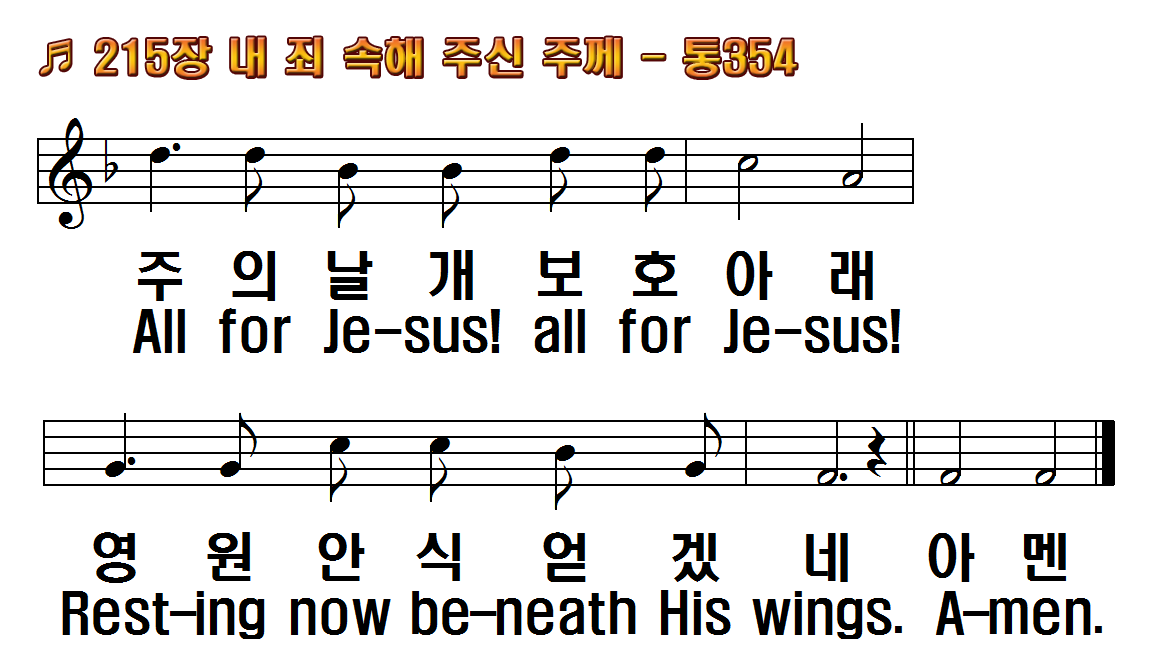 ♬ 215장 내 죄 속해 주신 주께 - 통354
주 의 날 개 보 호 아 래
All for Je-sus! all for Je-sus!
영 원 안 식 얻 겠 네 아 멘
Rest-ing now be-neath His wings. A-men.